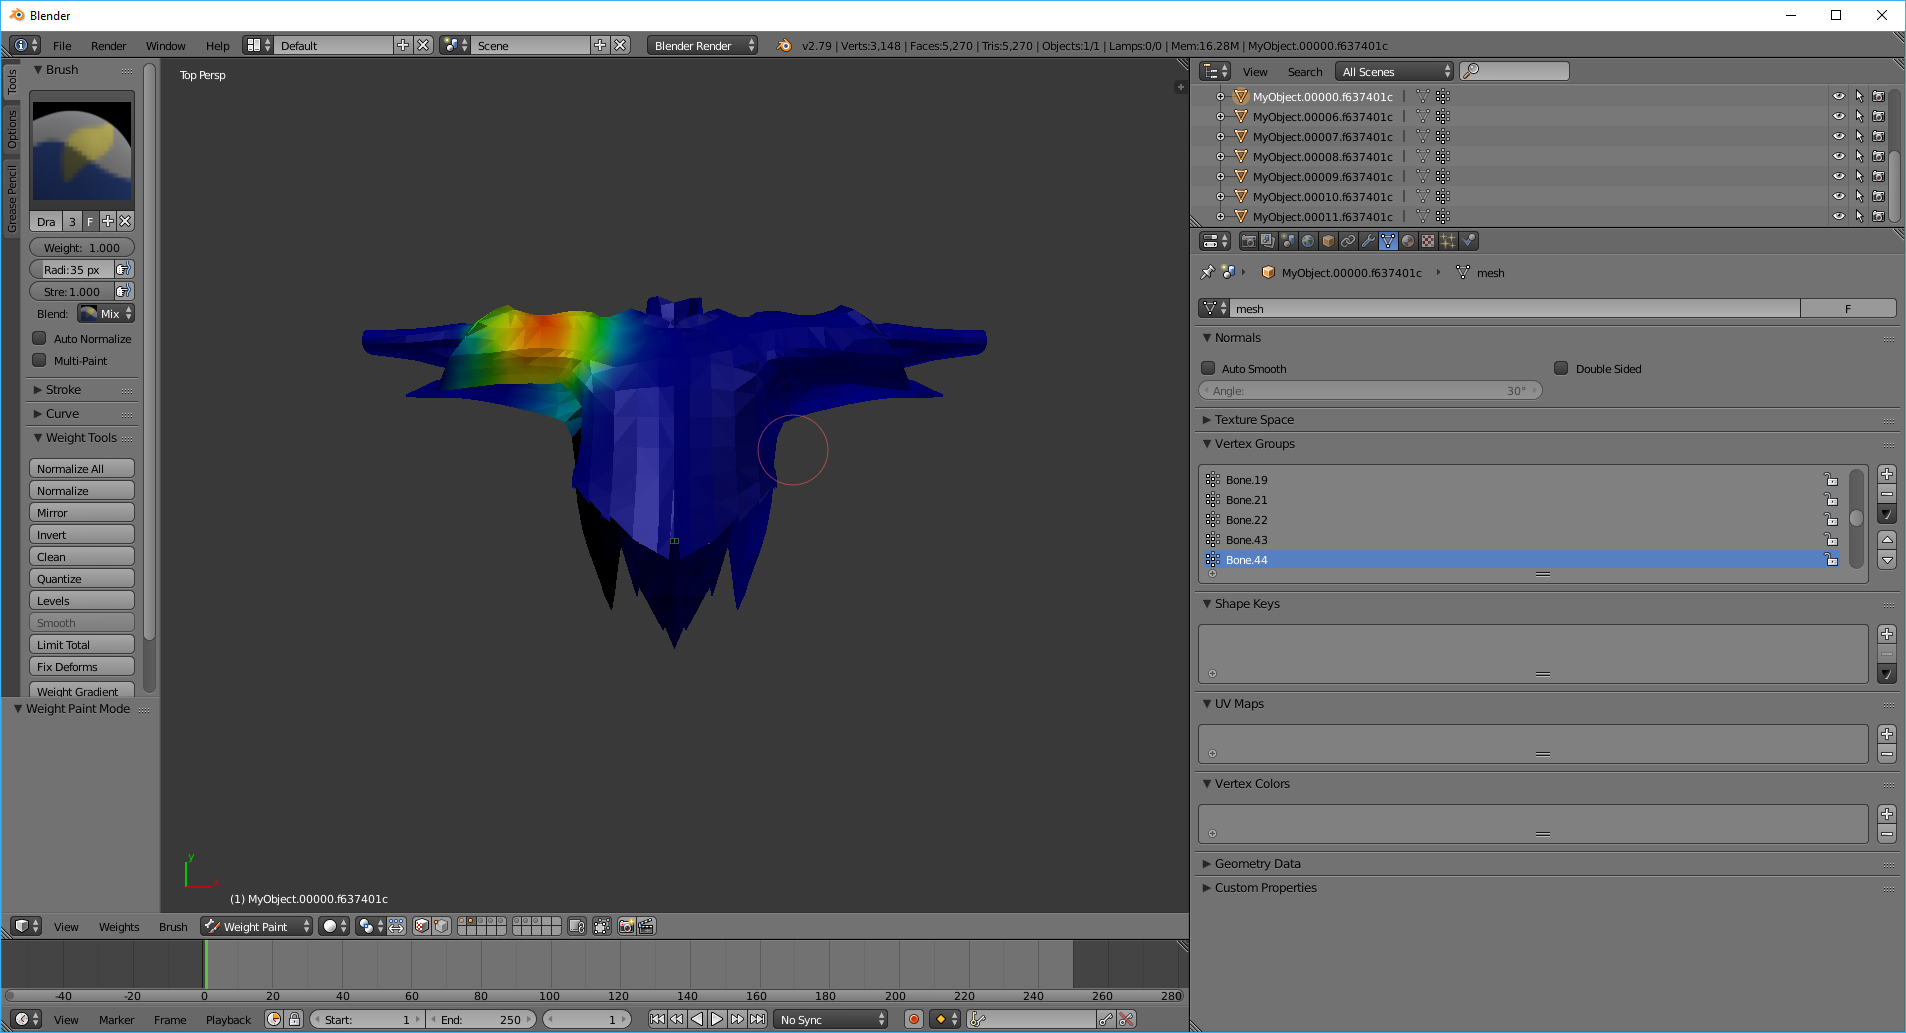 Blender
File Render Window Help Default Scene Blender Render v2.79 | Verts:3,148 | Faces:5,270 | Tris:5,270 | Objects:1/1 | Lamps:0/0 | Mem:16.28M | MyObject.00000.f637401c
Tools
Options
Grease Pencil
Brush
Dra 3 F
Weight: 1.000
Radi:35 px
Stre: 1.000
Blend: Mix
Auto Normalize
Multi-Paint
Stroke
Curve
Weight Tools
Normalize All
Normalize
Mirror
Invert
Clean
Quantize
Levels
Smooth
Limit Total
Fix Deforms
Weight Gradient
Weight Paint Mode
Top Persp
y
x
(1) MyObject.00000.f637401c
View Weights Brush Weight Paint
-40 -20 0 20 40 60 80 100 120 140 160 180 200 220 240 260 280
View Marker Frame Playback Start: 1 End: 250 1 No Sync
View Search All Scenes
MyObject.00000.f637401c
MyObject.00006.f637401c
MyObject.00007.f637401c
MyObject.00008.f637401c
MyObject.00009.f637401c
MyObject.00010.f637401c
MyObject.00011.f637401c
MyObject.00000.f637401c mesh
mesh F
Normals
Auto Smooth Double Sided
Angle: 30°
Texture Space
Vertex Groups
Bone.19
Bone.21
Bone.22
Bone.43
Bone.44
Shape Keys
UV Maps
Vertex Colors
Geometry Data
Custom Properties